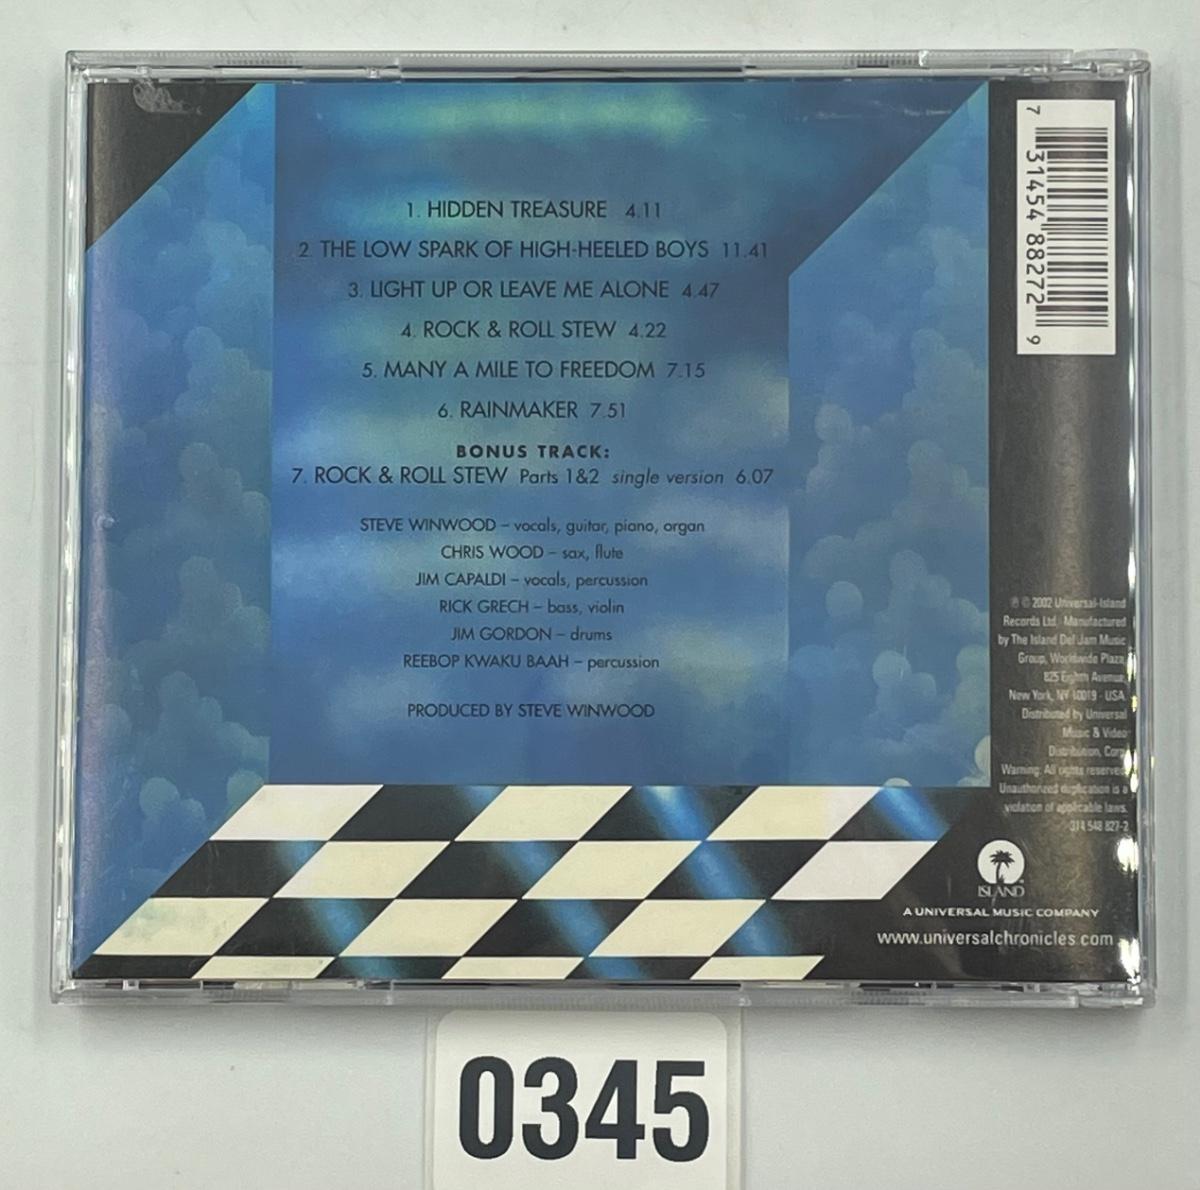 1. HIDDEN TREASURE 4.11
2. THE LOW SPARK OF HIGH-HEELED BOYS 11.41
3. LIGHT UP OR LEAVE ME ALONE 4.47
4. ROCK & ROLL STEW 4.22
5. MANY A MILE TO FREEDOM 7.15
6. RAINMAKER 7.51
BONUS TRACK:
7. ROCK & ROLL STEW Parts 1&2 single version 6.07
STEVE WINWOOD – vocals, guitar, piano, organ
CHRIS WOOD – sax, flute
JIM CAPALDI – vocals, percussion
RICK GRECH – bass, violin
JIM GORDON – drums
REEBOP KWAKU BAAH – percussion
PRODUCED BY STEVE WINWOOD
7 31454 88272 9
℗ © 2002 Universal-Island
Records Ltd. Manufactured
by The Island Def Jam Music
Group, Worldwide Plaza,
825 Eighth Avenue,
New York, NY 10019 - USA.
Distributed by Universal
Music & Video
Distribution, Corp.
Warning: All rights reserved.
Unauthorized duplication is a
violation of applicable laws.
314 548 827-2
ISLAND
A UNIVERSAL MUSIC COMPANY
www.universalchronicles.com
0345